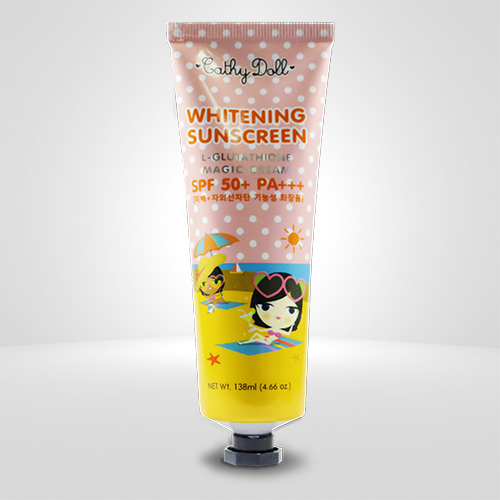 Cathy Doll
WHITENING
SUNSCREEN
L-GLUTATHIONE
MAGIC CREAM
SPF 50+ PA+++
(미백+자외선차단 기능성 화장품)
NET Wt. 138ml (4.66 oz.)